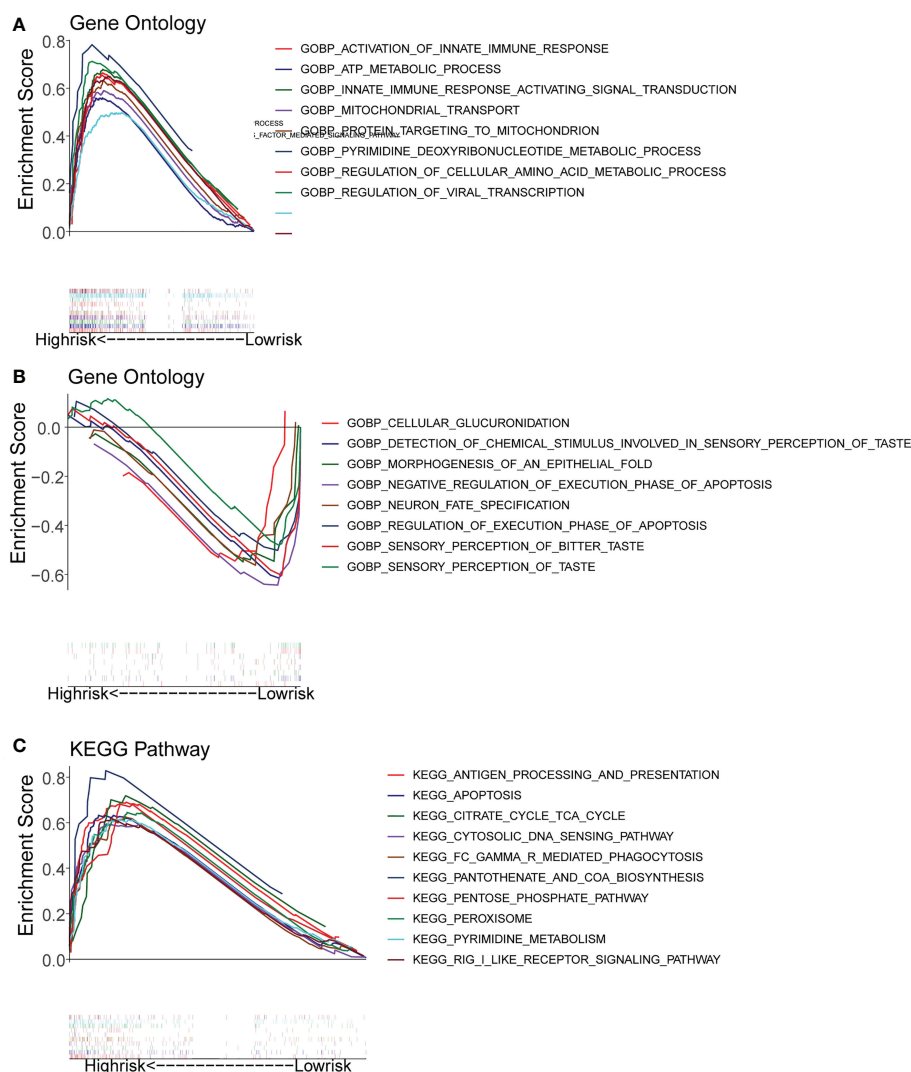 A
Gene Ontology
Enrichment Score
0.8
0.6
0.4
0.2
0.0
GOBP_ACTIVATION_OF_INNATE_IMMUNE_RESPONSE
GOBP_ATP_METABOLIC_PROCESS
GOBP_INNATE_IMMUNE_RESPONSE_ACTIVATING_SIGNAL_TRANSDUCTION
GOBP_MITOCHONDRIAL_TRANSPORT
GOBP_PROTEIN_TARGETING_TO_MITOCHONDRION
GOBP_PYRIMIDINE_DEOXYRIBONUCLEOTIDE_METABOLIC_PROCESS
GOBP_REGULATION_OF_CELLULAR_AMINO_ACID_METABOLIC_PROCESS
GOBP_REGULATION_OF_VIRAL_TRANSCRIPTION
PROCESS
_FACTOR_MEDIATED_SIGNALING_PATHWAY
Highrisk<---------------Lowrisk
B
Gene Ontology
Enrichment Score
0.0
−0.2
−0.4
−0.6
GOBP_CELLULAR_GLUCURONIDATION
GOBP_DETECTION_OF_CHEMICAL_STIMULUS_INVOLVED_IN_SENSORY_PERCEPTION_OF_TASTE
GOBP_MORPHOGENESIS_OF_AN_EPITHELIAL_FOLD
GOBP_NEGATIVE_REGULATION_OF_EXECUTION_PHASE_OF_APOPTOSIS
GOBP_NEURON_FATE_SPECIFICATION
GOBP_REGULATION_OF_EXECUTION_PHASE_OF_APOPTOSIS
GOBP_SENSORY_PERCEPTION_OF_BITTER_TASTE
GOBP_SENSORY_PERCEPTION_OF_TASTE
Highrisk<---------------Lowrisk
C
KEGG Pathway
Enrichment Score
0.8
0.6
0.4
0.2
0.0
KEGG_ANTIGEN_PROCESSING_AND_PRESENTATION
KEGG_APOPTOSIS
KEGG_CITRATE_CYCLE_TCA_CYCLE
KEGG_CYTOSOLIC_DNA_SENSING_PATHWAY
KEGG_FC_GAMMA_R_MEDIATED_PHAGOCYTOSIS
KEGG_PANTOTHENATE_AND_COA_BIOSYNTHESIS
KEGG_PENTOSE_PHOSPHATE_PATHWAY
KEGG_PEROXISOME
KEGG_PYRIMIDINE_METABOLISM
KEGG_RIG_I_LIKE_RECEPTOR_SIGNALING_PATHWAY
Highrisk<---------------Lowrisk